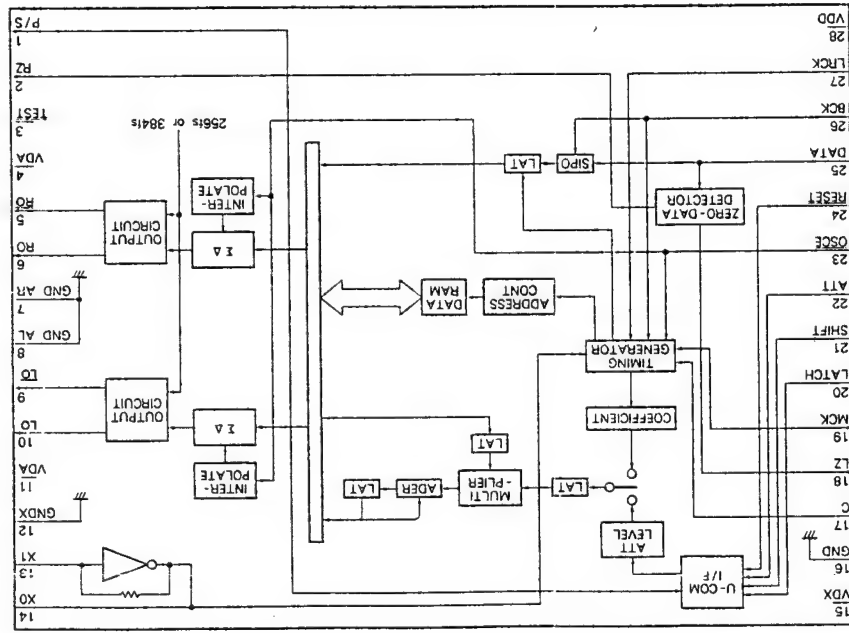 15
VDX
16
GND
17
C
18
LZ
19
MCK
20
LATCH
21
SHIFT
22
ATT
23
OSCE
24
RESET
25
DATA
26
BCK
27
LRCK
28
VDD
U-COM
I/F
ATT
LEVEL
COEFFICIENT
TIMING
GENERATOR
ZERO-DATA
DETECTOR
LAT
MULTI
-PLIER
ADER
LAT
LAT
ADDRESS
CONT
DATA
RAM
SIPO
LAT
INTER-
POLATE
ΣΔ
OUTPUT
CIRCUIT
ΣΔ
INTER-
POLATE
OUTPUT
CIRCUIT
256fs or 384fs
14
X0
13
X1
12
GNDX
11
VDA
10
LO
9
LO
8
GND AL
7
GND AR
6
RO
5
RO
4
VDA
3
TEST
2
RZ
1
P/S